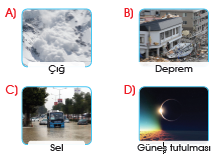 A)
B)
Çığ
Deprem
C)
D)
Sel
Güneş tutulması